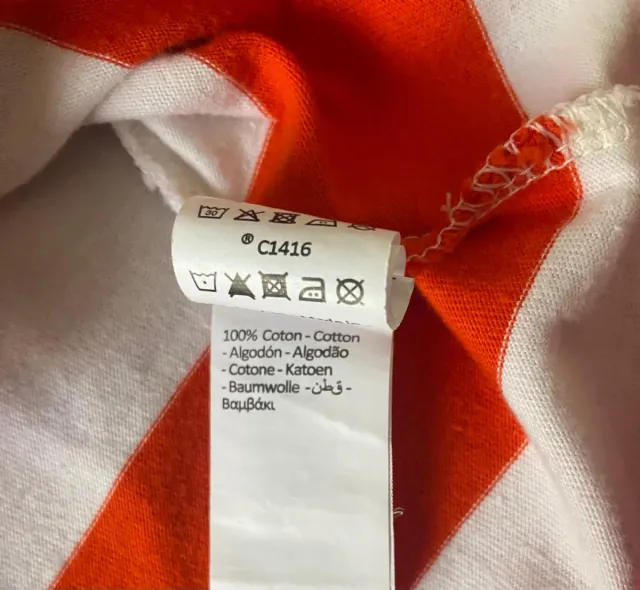 30
® C1416
100% Coton - Cotton
- Algodón - Algodão
- Cotone - Katoen
- Baumwolle - قطن -
Βαμβάκι